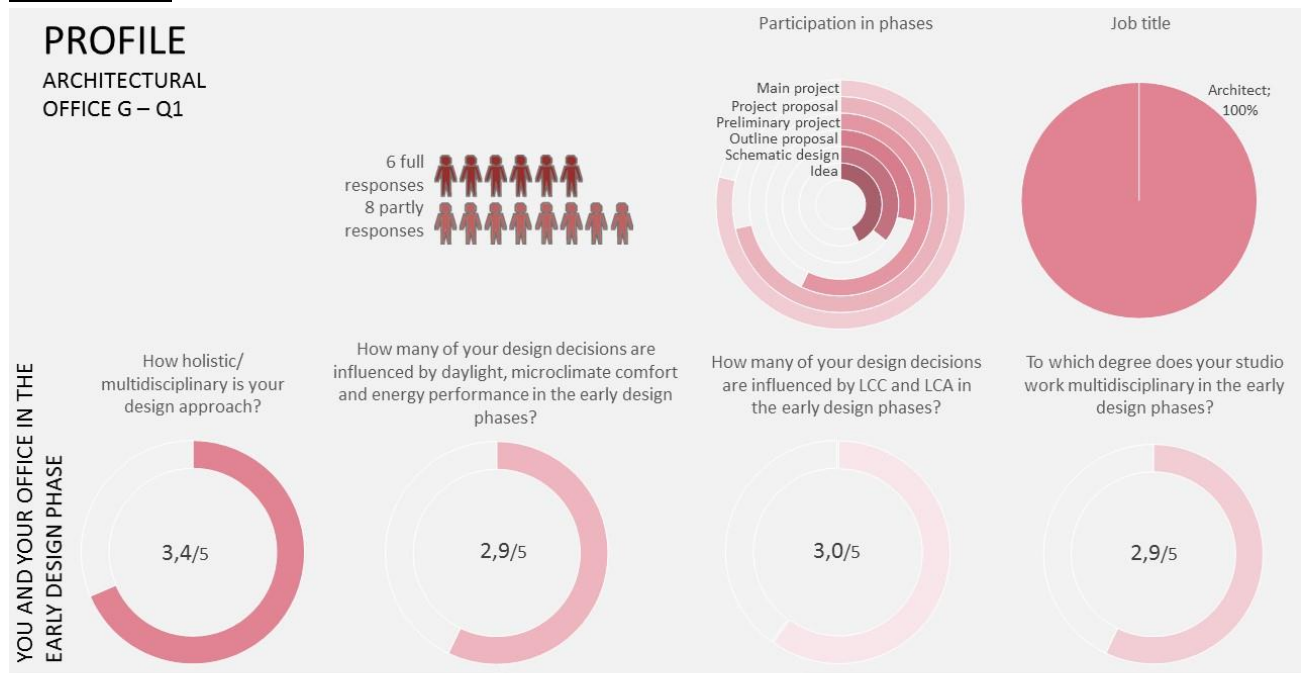 PROFILE
ARCHITECTURAL
OFFICE G – Q1
6 full
responses
8 partly
responses
Participation in phases
Main project
Project proposal
Preliminary project
Outline proposal
Schematic design
Idea
Job title
Architect;
100%
YOU AND YOUR OFFICE IN THE
EARLY DESIGN PHASE
How holistic/
multidisciplinary is your
design approach?
3,4/5
How many of your design decisions are
influenced by daylight, microclimate comfort
and energy performance in the early design
phases?
2,9/5
How many of your design decisions
are influenced by LCC and LCA in
the early design phases?
3,0/5
To which degree does your studio
work multidisciplinary in the early
design phases?
2,9/5